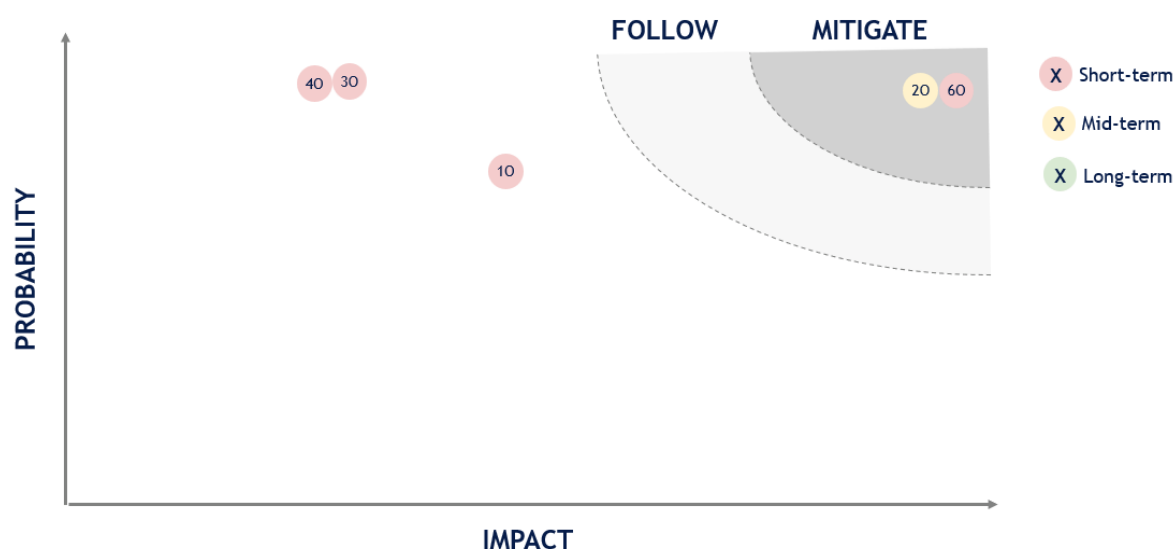 FOLLOW MITIGATE
40 30 20 60
10
X Short-term
X Mid-term
X Long-term
PROBABILITY
IMPACT